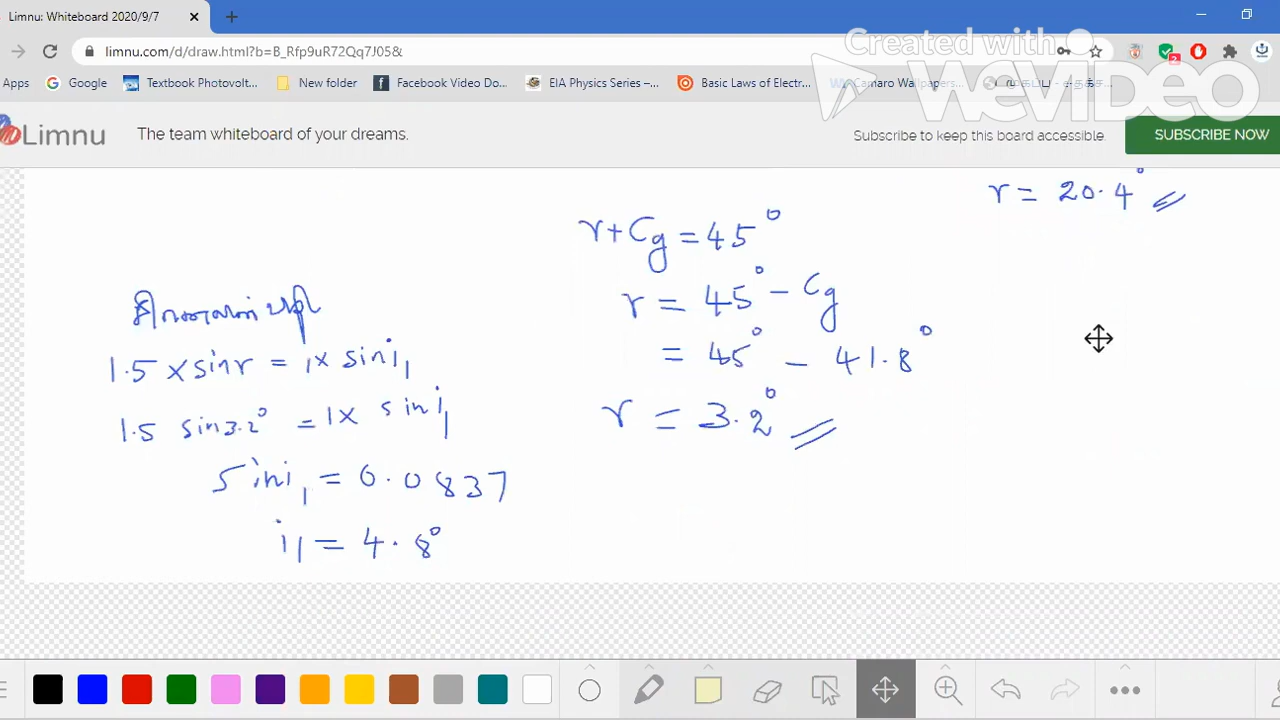 Limnu: Whiteboard 2020/9/7
limnu.com/d/draw.html?b=B_Rfp9uR72Qq7J05&
Apps Google Textbook Photovolt... New folder Facebook Video Do... EIA Physics Series –... Basic Laws of Electr... Camaro Wallpapers...
Created with
WEVIDEO
Limnu The team whiteboard of your dreams. Subscribe to keep this board accessible. SUBSCRIBE NOW
r = 20.4°
r + Cg = 45°
r = 45° - Cg
= 45° - 41.8°
r = 3.2°
1.5 × sin r = 1 × sin i₁
1.5 sin 3.2° = 1 × sin i₁
sin i₁ = 0.0837
i₁ = 4.8°
2